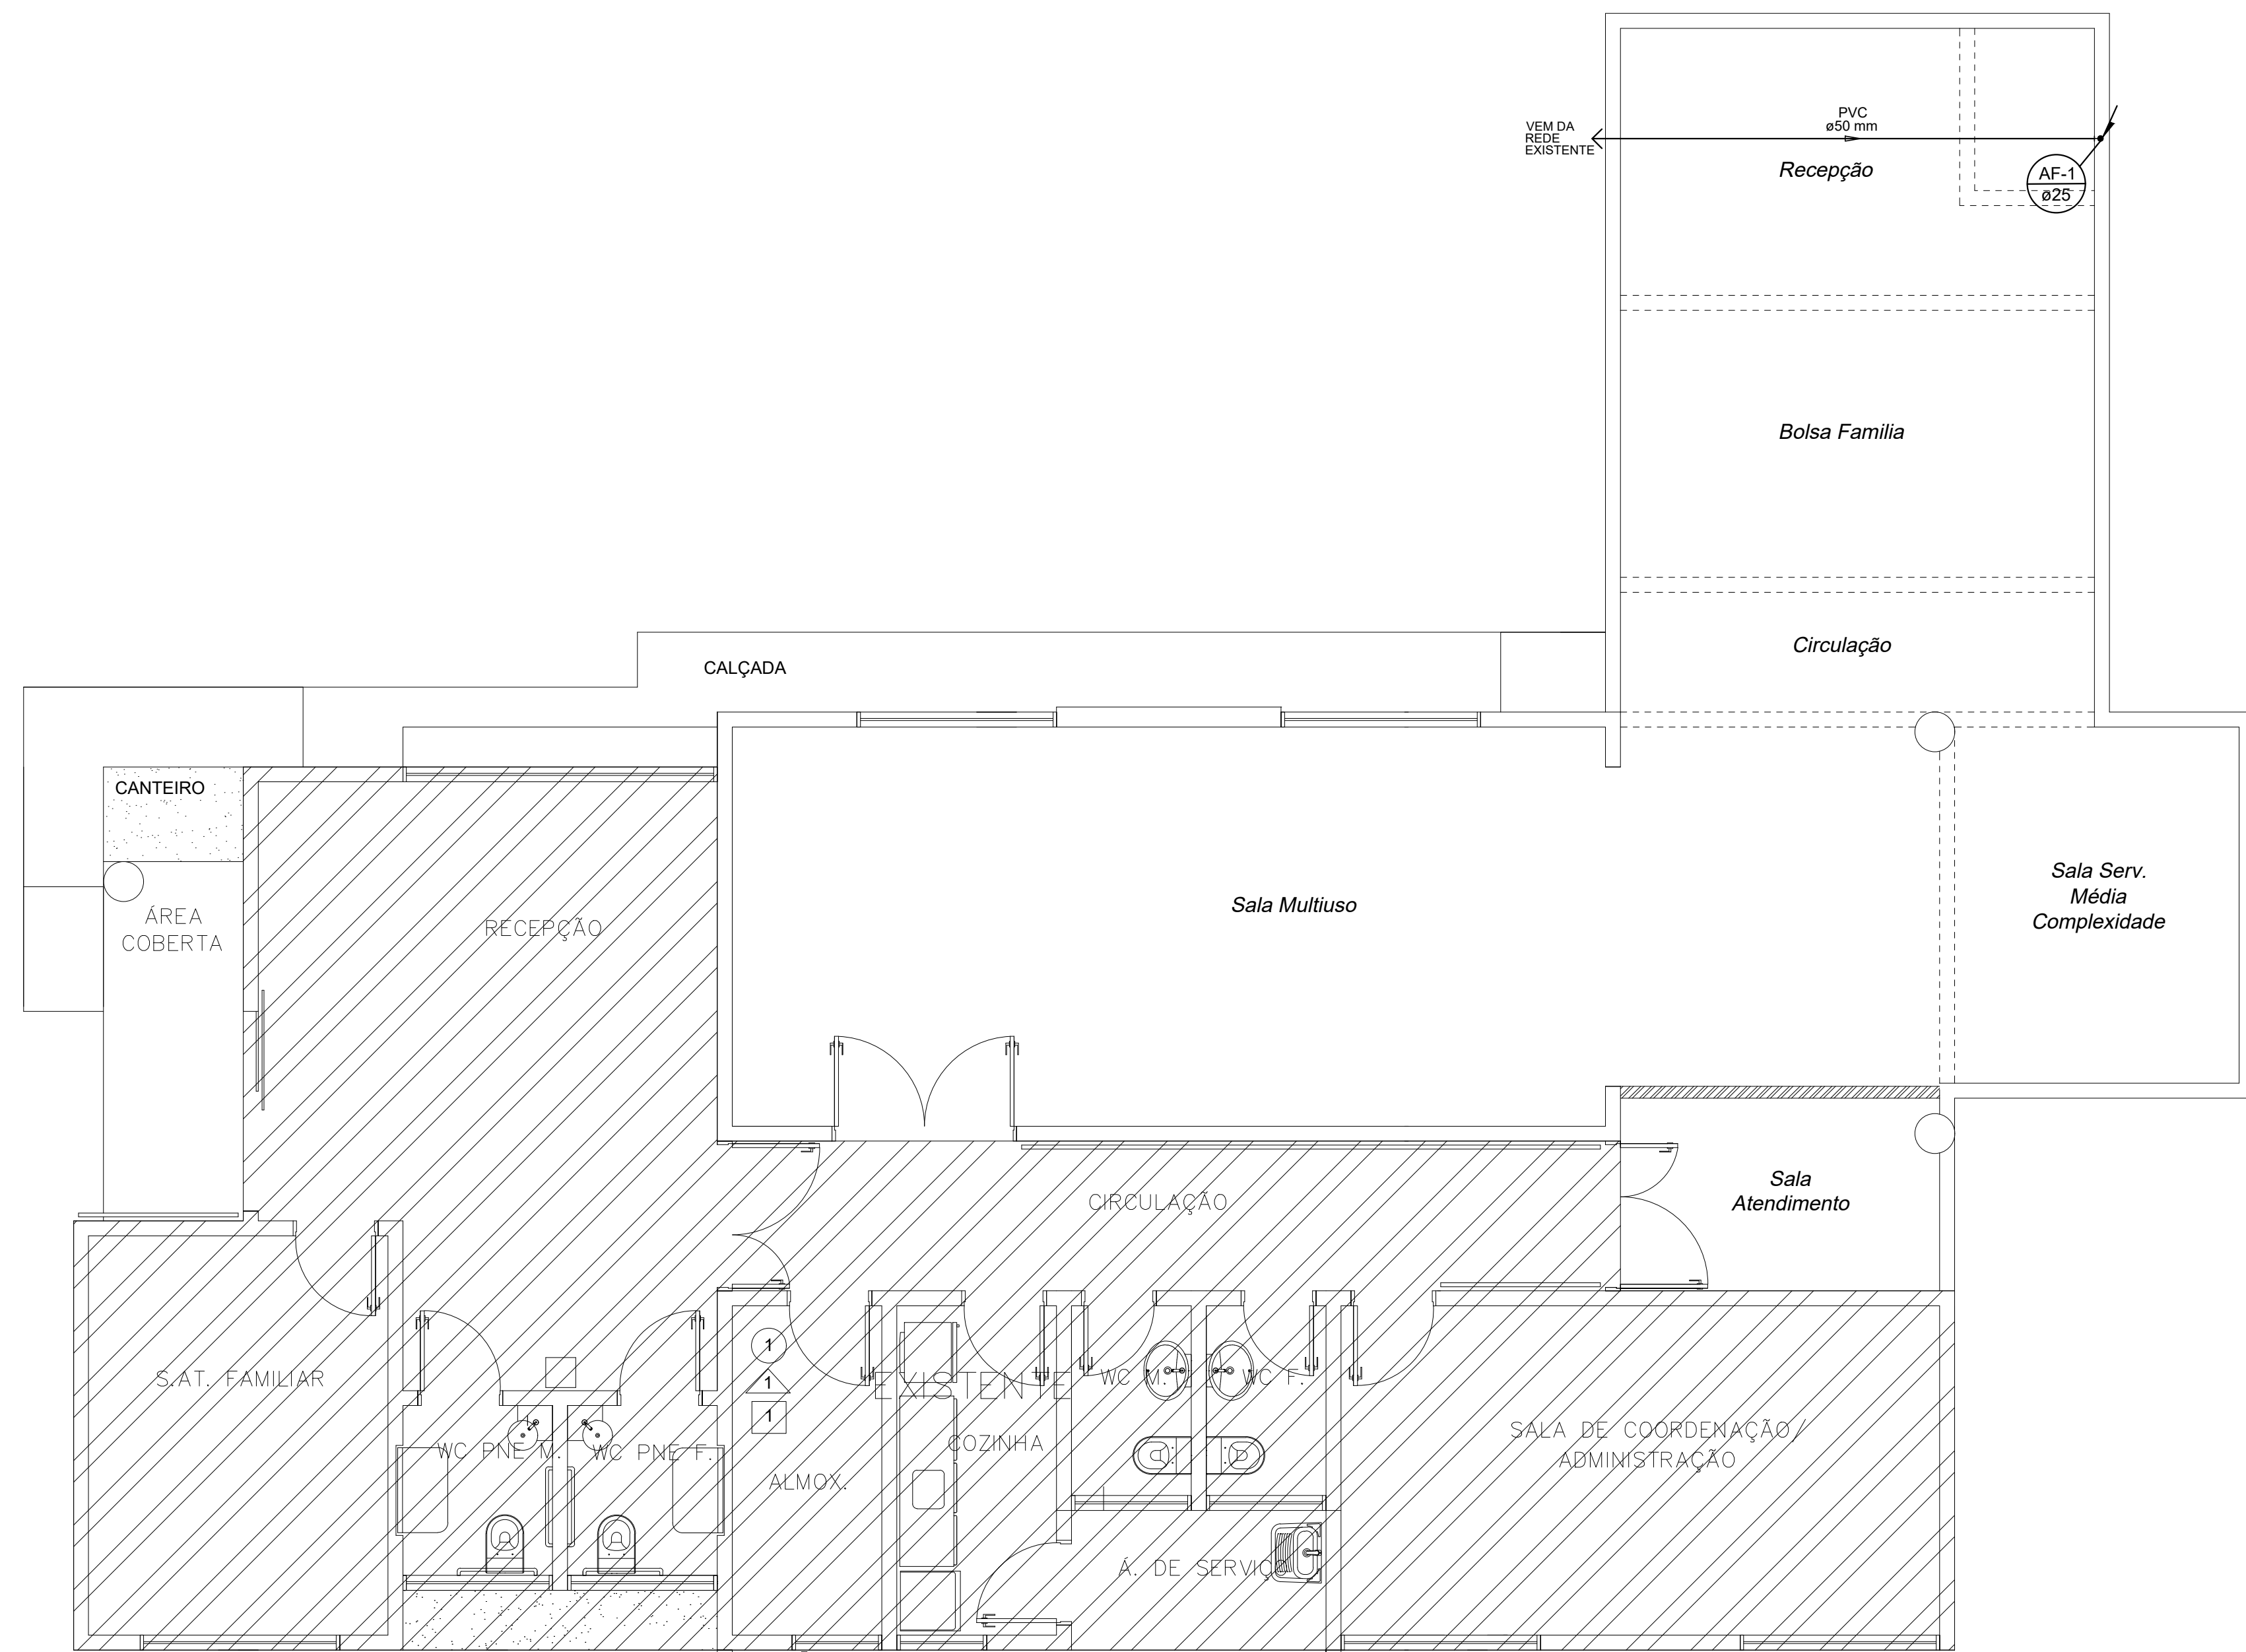 PVC
ø50 mm
VEM DA
REDE
EXISTENTE
Recepção
AF-1
ø25
Bolsa Familia
Circulação
CALÇADA
CANTEIRO
ÁREA
COBERTA
RECEPÇÃO
Sala Multiuso
Sala Serv.
Média
Complexidade
CIRCULAÇÃO
Sala
Atendimento
S.AT. FAMILIAR
1
1
1
EXISTENTE
WC M.
WC F.
WC PNE M.
WC PNE F.
ALMOX.
COZINHA
SALA DE COORDENAÇÃO/
ADMINISTRAÇÃO
Á. DE SERVIÇO